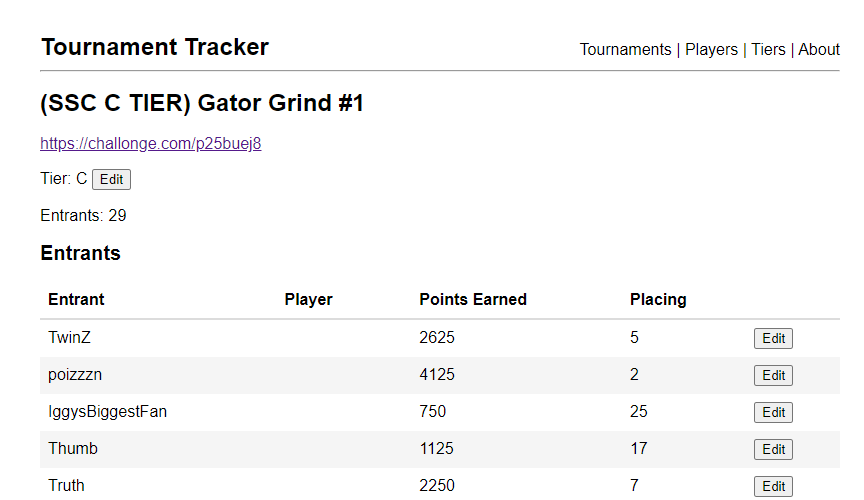 Tournament Tracker
Tournaments | Players | Tiers | About
(SSC C TIER) Gator Grind #1
https://challonge.com/p25buej8
Tier: C Edit
Entrants: 29
Entrants
Entrant Player Points Earned Placing
TwinZ 2625 5 Edit
poizzzn 4125 2 Edit
IggysBiggestFan 750 25 Edit
Thumb 1125 17 Edit
Truth 2250 7 Edit